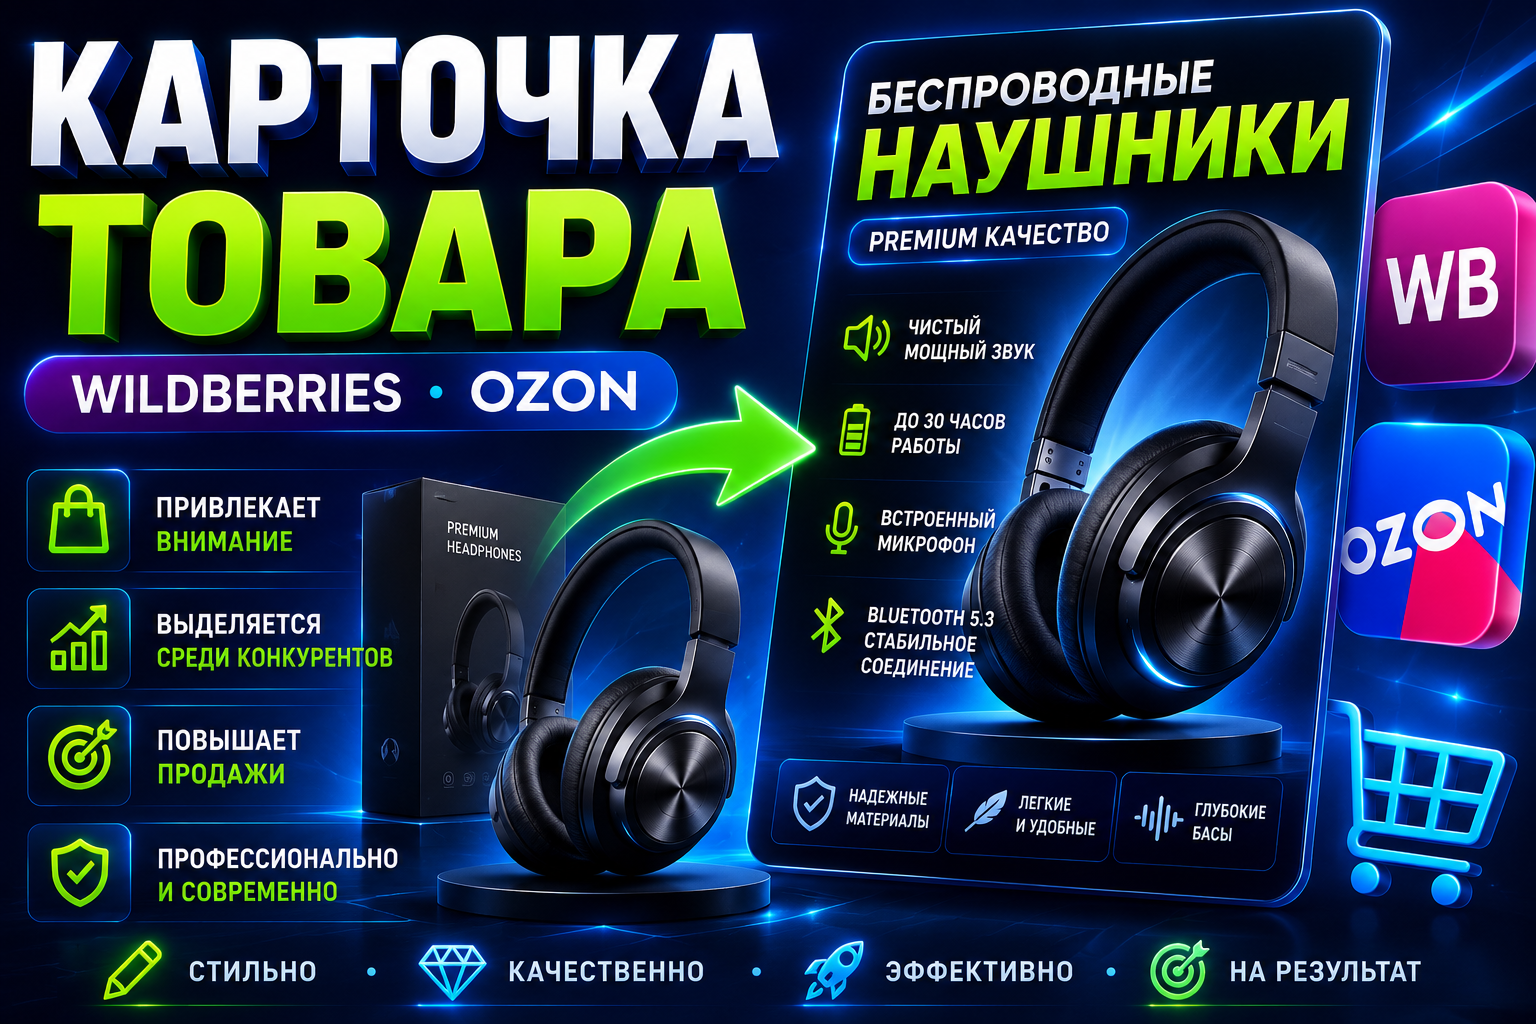 КАРТОЧКА
ТОВАРА
WILDBERRIES • OZON
ПРИВЛЕКАЕТ
ВНИМАНИЕ
ВЫДЕЛЯЕТСЯ
СРЕДИ КОНКУРЕНТОВ
ПОВЫШАЕТ
ПРОДАЖИ
ПРОФЕССИОНАЛЬНО
И СОВРЕМЕННО
PREMIUM
HEADPHONES
БЕСПРОВОДНЫЕ
НАУШНИКИ
PREMIUM КАЧЕСТВО
ЧИСТЫЙ
МОЩНЫЙ ЗВУК
ДО 30 ЧАСОВ
РАБОТЫ
ВСТРОЕННЫЙ
МИКРОФОН
BLUETOOTH 5.3
СТАБИЛЬНОЕ
СОЕДИНЕНИЕ
НАДЕЖНЫЕ
МАТЕРИАЛЫ
ЛЕГКИЕ
И УДОБНЫЕ
ГЛУБОКИЕ
БАСЫ
WB
OZON
СТИЛЬНО • КАЧЕСТВЕННО • ЭФФЕКТИВНО • НА РЕЗУЛЬТАТ